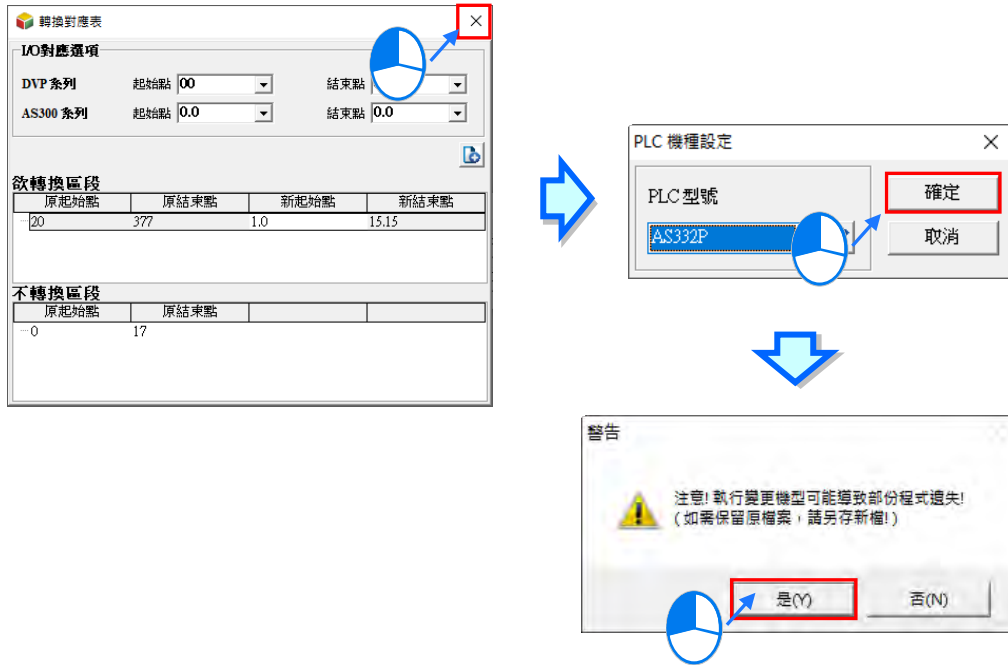 轉換對應表
I/O對應選項
DVP 系列 起始點 00 結束點
AS300 系列 起始點 0.0 結束點 0.0
欲轉換區段
原起始點 原結束點 新起始點 新結束點
20 377 1.0 15.15
不轉換區段
原起始點 原結束點
0 17
PLC 機種設定
PLC 型號
AS332P
確定
取消
警告
注意! 執行變更機型可能導致部份程式遺失!
( 如需保留原檔案，請另存新檔! )
是(Y) 否(N)